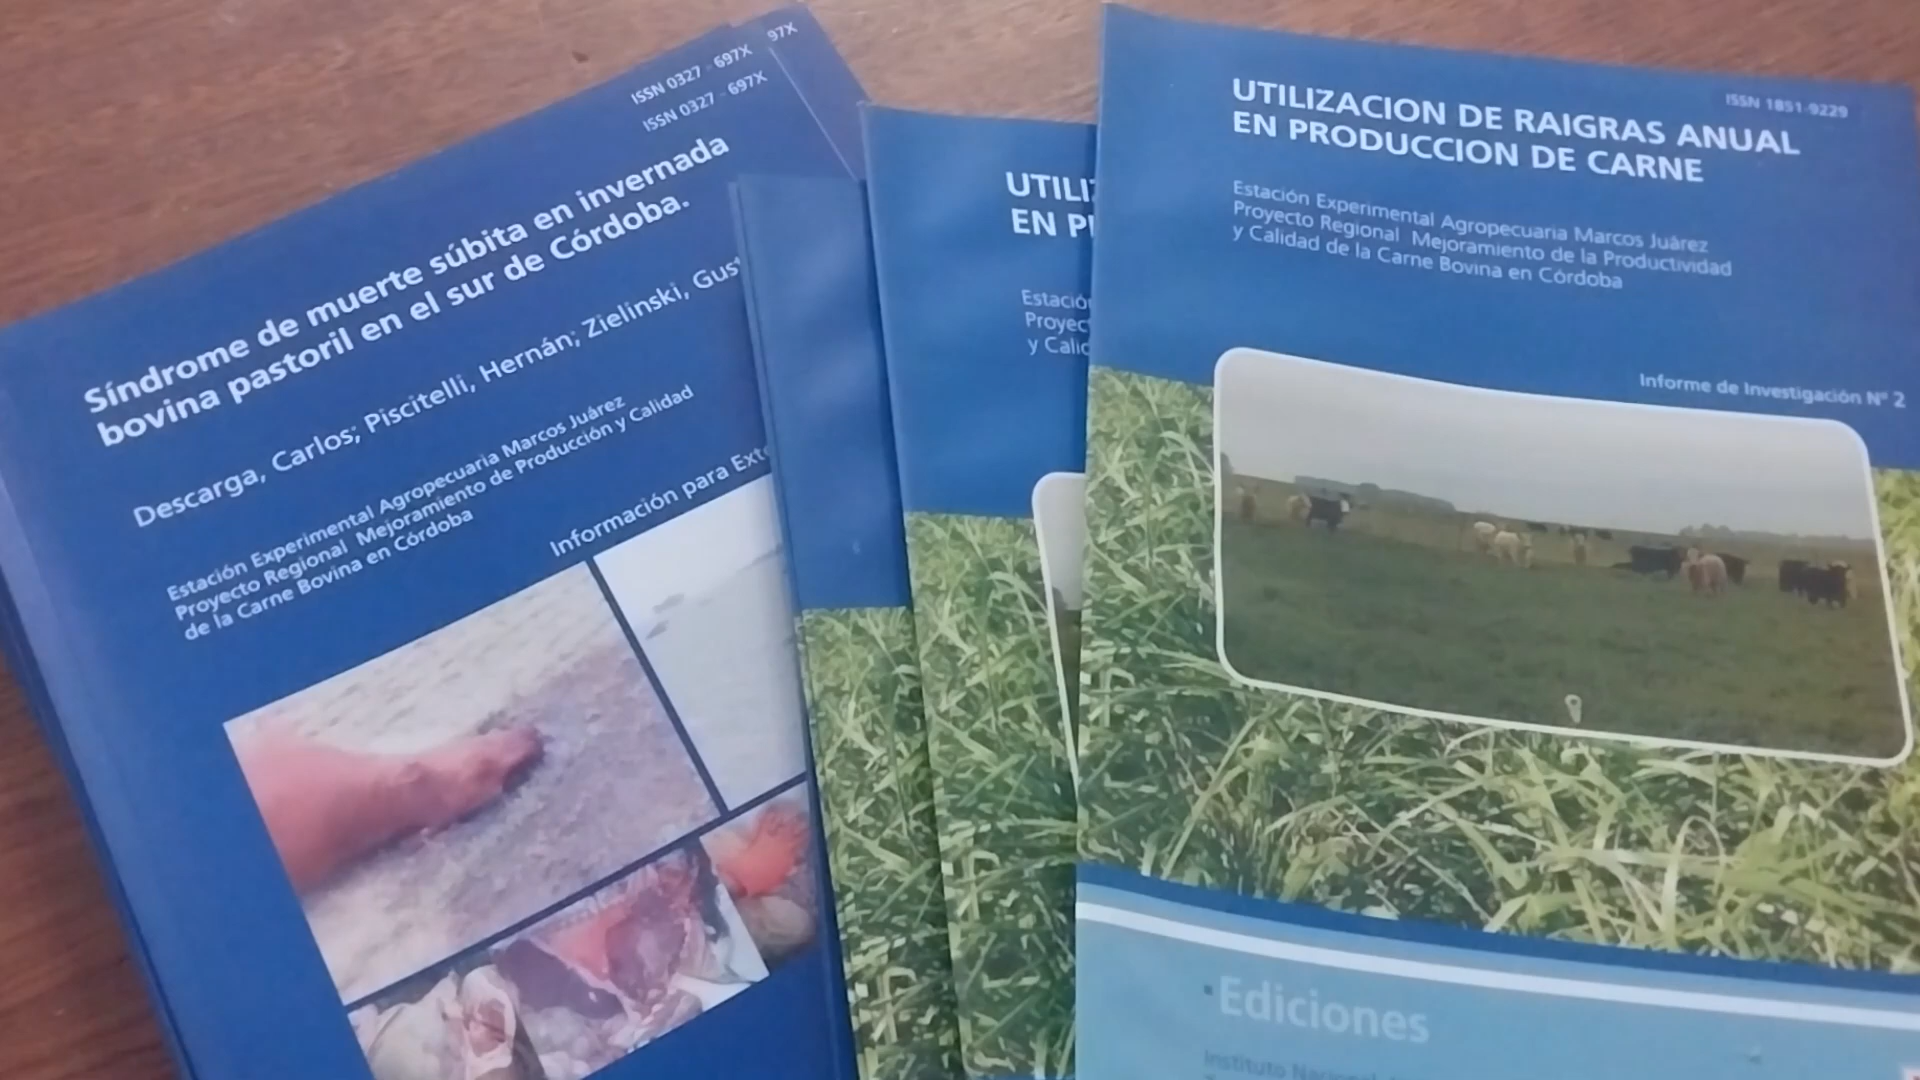 97X
ISSN 0327 - 697X
ISSN 0327 - 697X
Síndrome de muerte súbita en invernada
bovina pastoril en el sur de Córdoba.
Descarga, Carlos; Piscitelli, Hernán; Zielinski, Gus
Estación Experimental Agropecuaria Marcos Juárez
Proyecto Regional Mejoramiento de Producción y Calidad
de la Carne Bovina en Córdoba
Información para Exte
UTILI
EN P
Estació
Proyec
y Calid
ISSN 1851-9229
UTILIZACION DE RAIGRAS ANUAL
EN PRODUCCION DE CARNE
Estación Experimental Agropecuaria Marcos Juárez
Proyecto Regional Mejoramiento de la Productividad
y Calidad de la Carne Bovina en Córdoba
Informe de Investigación Nº 2
Ediciones
Instituto Nacional